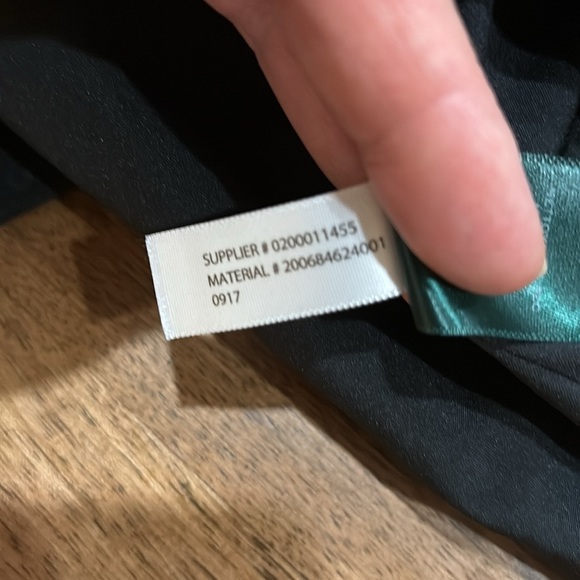 SUPPLIER # 0200011455
MATERIAL # 200684624001
0917